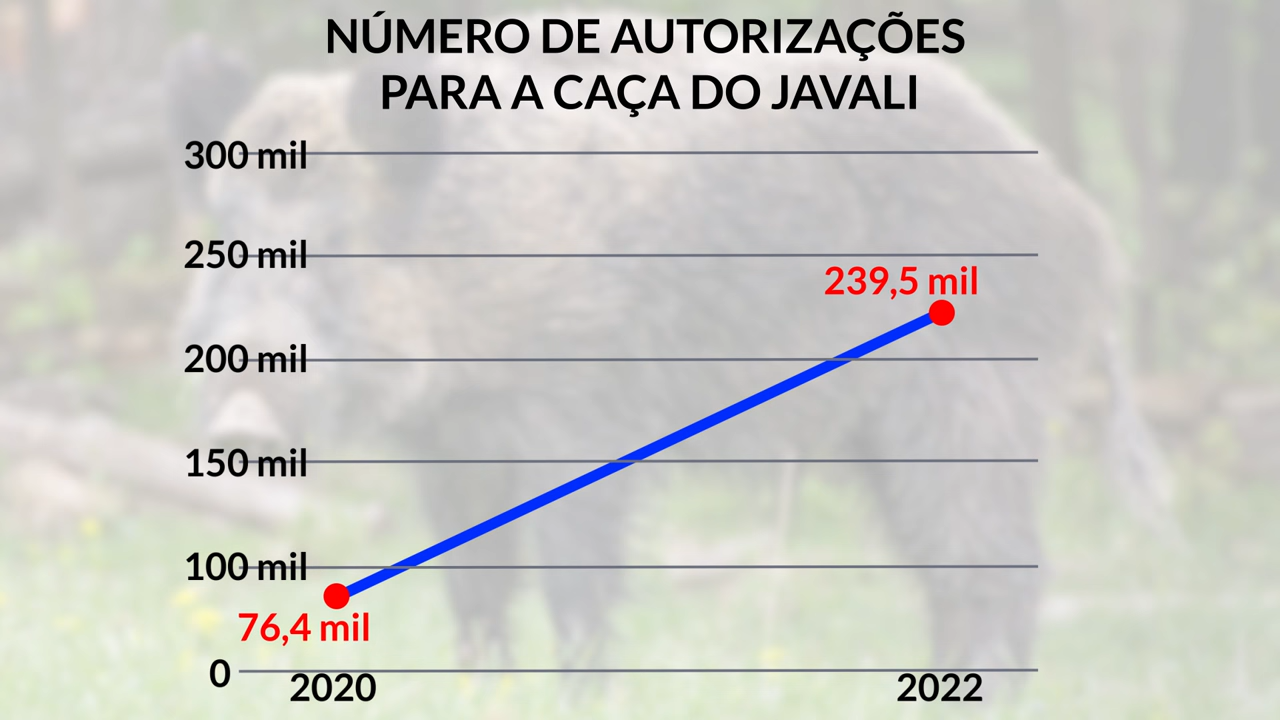 NÚMERO DE AUTORIZAÇÕES
PARA A CAÇA DO JAVALI
300 mil
250 mil
239,5 mil
200 mil
150 mil
100 mil
76,4 mil
0
2020
2022